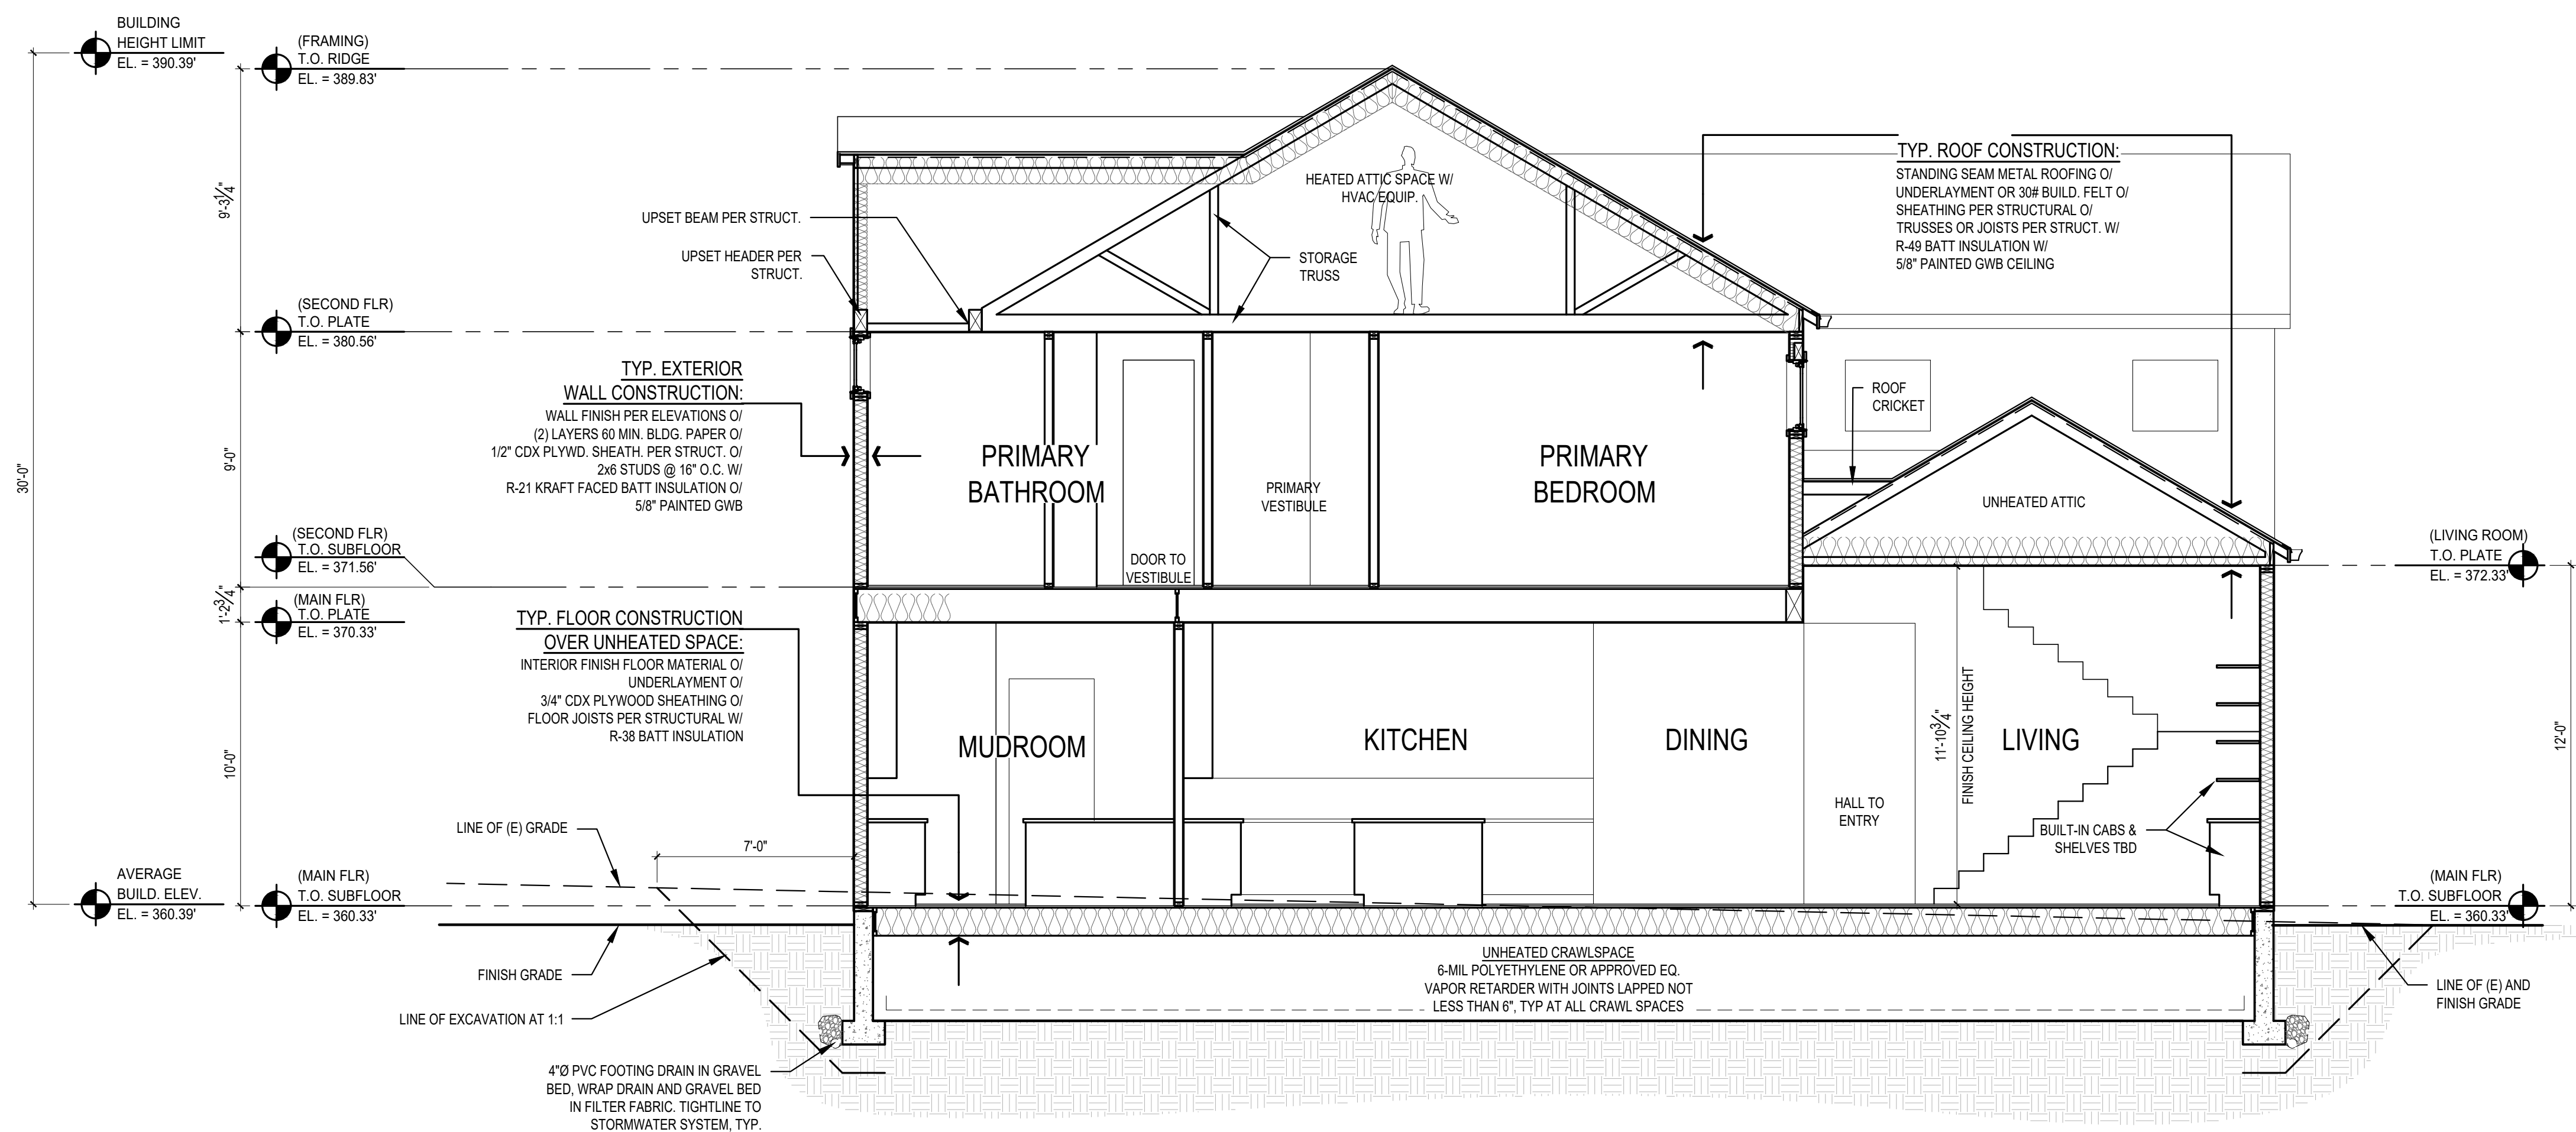 BUILDING
HEIGHT LIMIT
EL. = 390.39'
(FRAMING)
T.O. RIDGE
EL. = 389.83'
9'-3 1/4"
(SECOND FLR)
T.O. PLATE
EL. = 380.56'
9'-0"
30'-0"
(SECOND FLR)
T.O. SUBFLOOR
EL. = 371.56'
1'-2 3/4"
(MAIN FLR)
T.O. PLATE
EL. = 370.33'
10'-0"
AVERAGE
BUILD. ELEV.
EL. = 360.39'
(MAIN FLR)
T.O. SUBFLOOR
EL. = 360.33'
UPSET BEAM PER STRUCT.
UPSET HEADER PER
STRUCT.
TYP. EXTERIOR
WALL CONSTRUCTION:
WALL FINISH PER ELEVATIONS O/
(2) LAYERS 60 MIN. BLDG. PAPER O/
1/2" CDX PLYWD. SHEATH. PER STRUCT. O/
2x6 STUDS @ 16" O.C. W/
R-21 KRAFT FACED BATT INSULATION O/
5/8" PAINTED GWB
TYP. FLOOR CONSTRUCTION
OVER UNHEATED SPACE:
INTERIOR FINISH FLOOR MATERIAL O/
UNDERLAYMENT O/
3/4" CDX PLYWOOD SHEATHING O/
FLOOR JOISTS PER STRUCTURAL W/
R-38 BATT INSULATION
LINE OF (E) GRADE
7'-0"
FINISH GRADE
LINE OF EXCAVATION AT 1:1
4"Ø PVC FOOTING DRAIN IN GRAVEL
BED, WRAP DRAIN AND GRAVEL BED
IN FILTER FABRIC. TIGHTLINE TO
STORMWATER SYSTEM, TYP.
HEATED ATTIC SPACE W/
HVAC EQUIP.
STORAGE
TRUSS
TYP. ROOF CONSTRUCTION:
STANDING SEAM METAL ROOFING O/
UNDERLAYMENT OR 30# BUILD. FELT O/
SHEATHING PER STRUCTURAL O/
TRUSSES OR JOISTS PER STRUCT. W/
R-49 BATT INSULATION W/
5/8" PAINTED GWB CEILING
PRIMARY
BATHROOM
DOOR TO
VESTIBULE
PRIMARY
VESTIBULE
PRIMARY
BEDROOM
ROOF
CRICKET
UNHEATED ATTIC
MUDROOM
KITCHEN
DINING
HALL TO
ENTRY
11'-10 3/4"
FINISH CEILING HEIGHT
LIVING
BUILT-IN CABS &
SHELVES TBD
UNHEATED CRAWLSPACE
6-MIL POLYETHYLENE OR APPROVED EQ.
VAPOR RETARDER WITH JOINTS LAPPED NOT
LESS THAN 6", TYP AT ALL CRAWL SPACES
(LIVING ROOM)
T.O. PLATE
EL. = 372.33'
12'-0"
(MAIN FLR)
T.O. SUBFLOOR
EL. = 360.33'
LINE OF (E) AND
FINISH GRADE